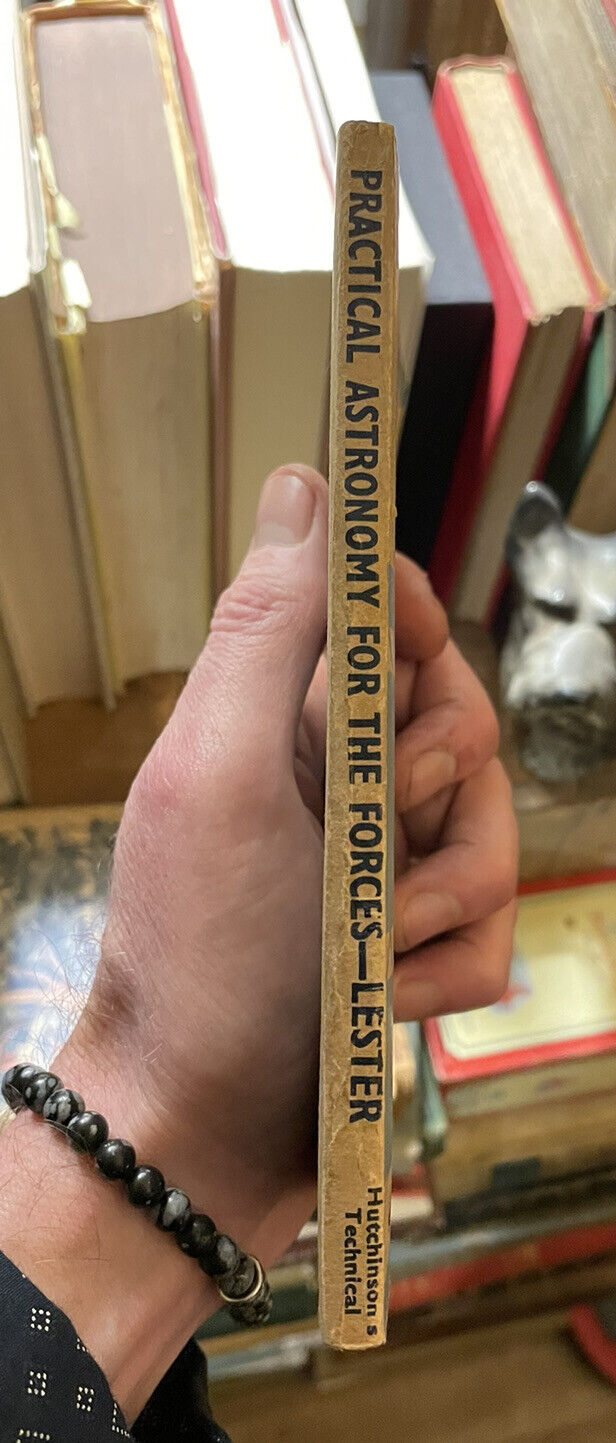 PRACTICAL ASTRONOMY FOR THE FORCES—LESTER
Hutchinson's
Technical